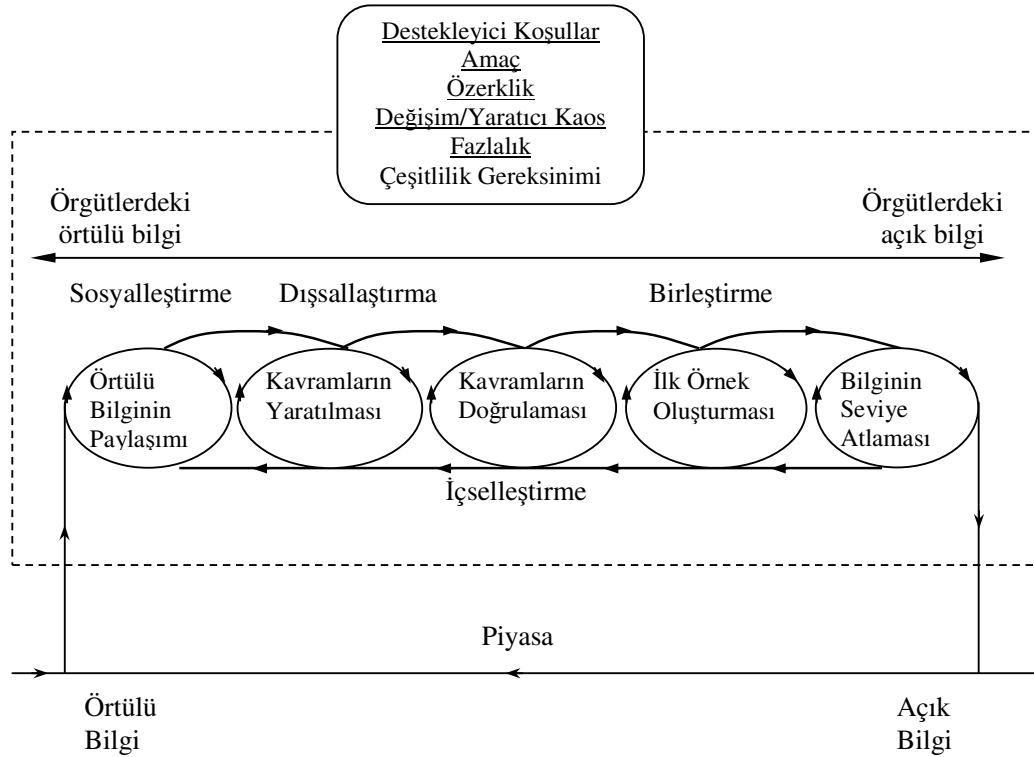 Destekleyici Koşullar
Amaç
Özerklik
Değişim/Yaratıcı Kaos
Fazlalık
Çeşitlilik Gereksinimi
Örgütlerdeki
örtülü bilgi
Örgütlerdeki
açık bilgi
Sosyalleştirme
Dışsallaştırma
Birleştirme
Örtülü
Bilginin
Paylaşımı
Kavramların
Yaratılması
Kavramların
Doğrulaması
İlk Örnek
Oluşturması
Bilginin
Seviye
Atlaması
İçselleştirme
Piyasa
Örtülü
Bilgi
Açık
Bilgi